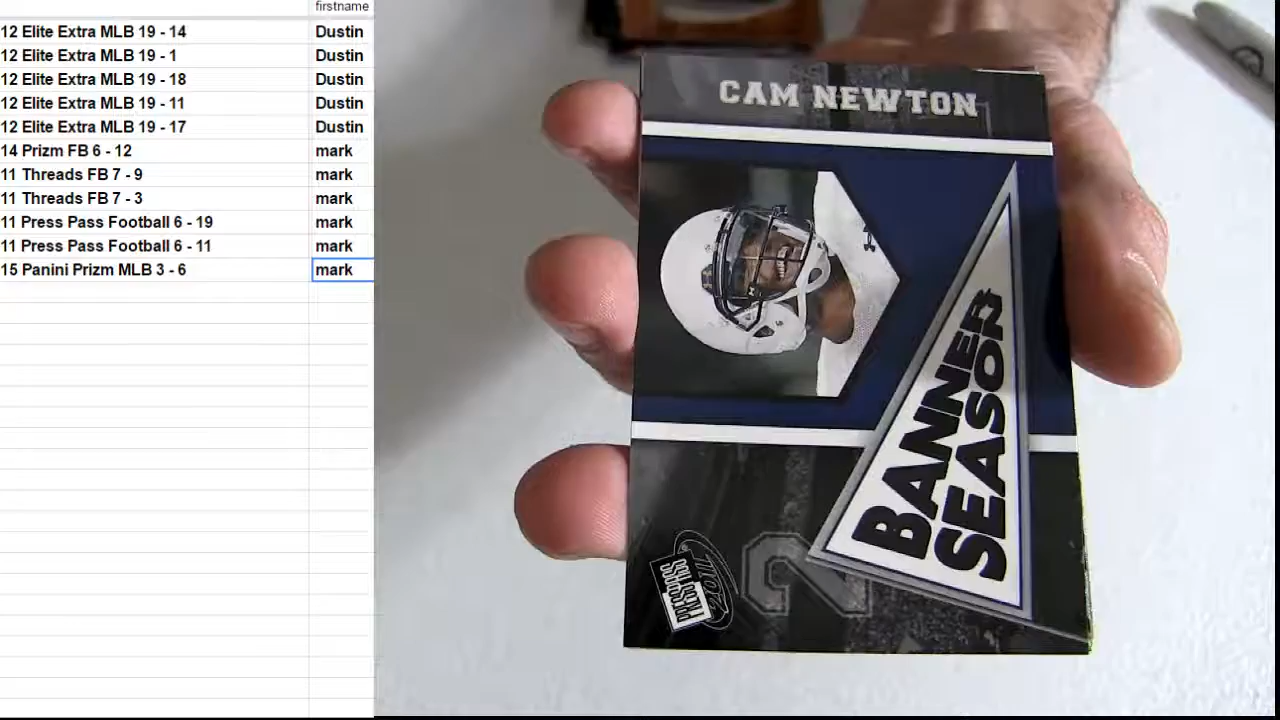 firstname
12 Elite Extra MLB 19 - 14 Dustin
12 Elite Extra MLB 19 - 1 Dustin
12 Elite Extra MLB 19 - 18 Dustin
12 Elite Extra MLB 19 - 11 Dustin
12 Elite Extra MLB 19 - 17 Dustin
14 Prizm FB 6 - 12 mark
11 Threads FB 7 - 9 mark
11 Threads FB 7 - 3 mark
11 Press Pass Football 6 - 19 mark
11 Press Pass Football 6 - 11 mark
15 Panini Prizm MLB 3 - 6 mark
CAM NEWTON
BANNER
SEASON
2
PRESS PASS
2011